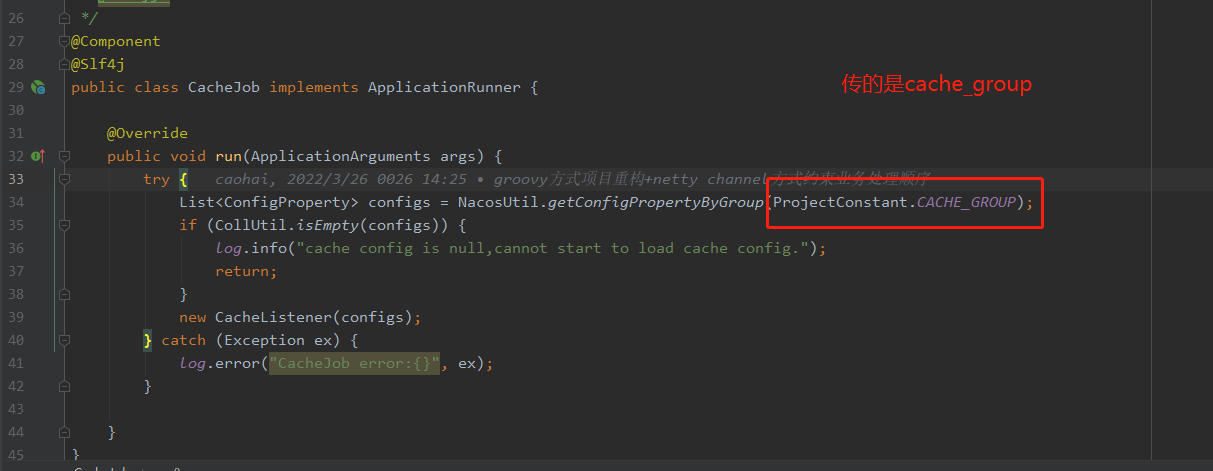 26 */
27 @Component
28 @Slf4j
29 public class CacheJob implements ApplicationRunner {
传的是cache_group
30
31 @Override
32 public void run(ApplicationArguments args) {
33 try { caohai, 2022/3/26 0026 14:25 • groovy方式项目重构+netty channel方式约束业务处理顺序
34 List<ConfigProperty> configs = NacosUtil.getConfigPropertyByGroup(ProjectConstant.CACHE_GROUP);
35 if (CollUtil.isEmpty(configs)) {
36 log.info("cache config is null,cannot start to load cache config.");
37 return;
38 }
39 new CacheListener(configs);
40 } catch (Exception ex) {
41 log.error("CacheJob error:{}", ex);
42 }
43
44 }
45 }